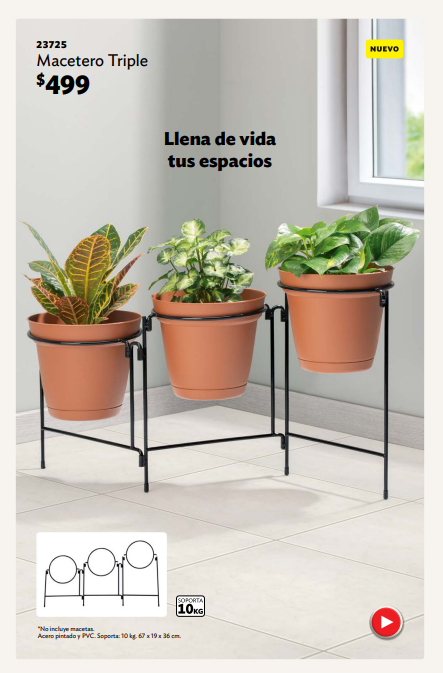 23725
Macetero Triple
$499
NUEVO
Llena de vida
tus espacios
SOPORTA
10KG
*No incluye macetas.
Acero pintado y PVC. Soporta: 10 kg. 67 x 19 x 36 cm.